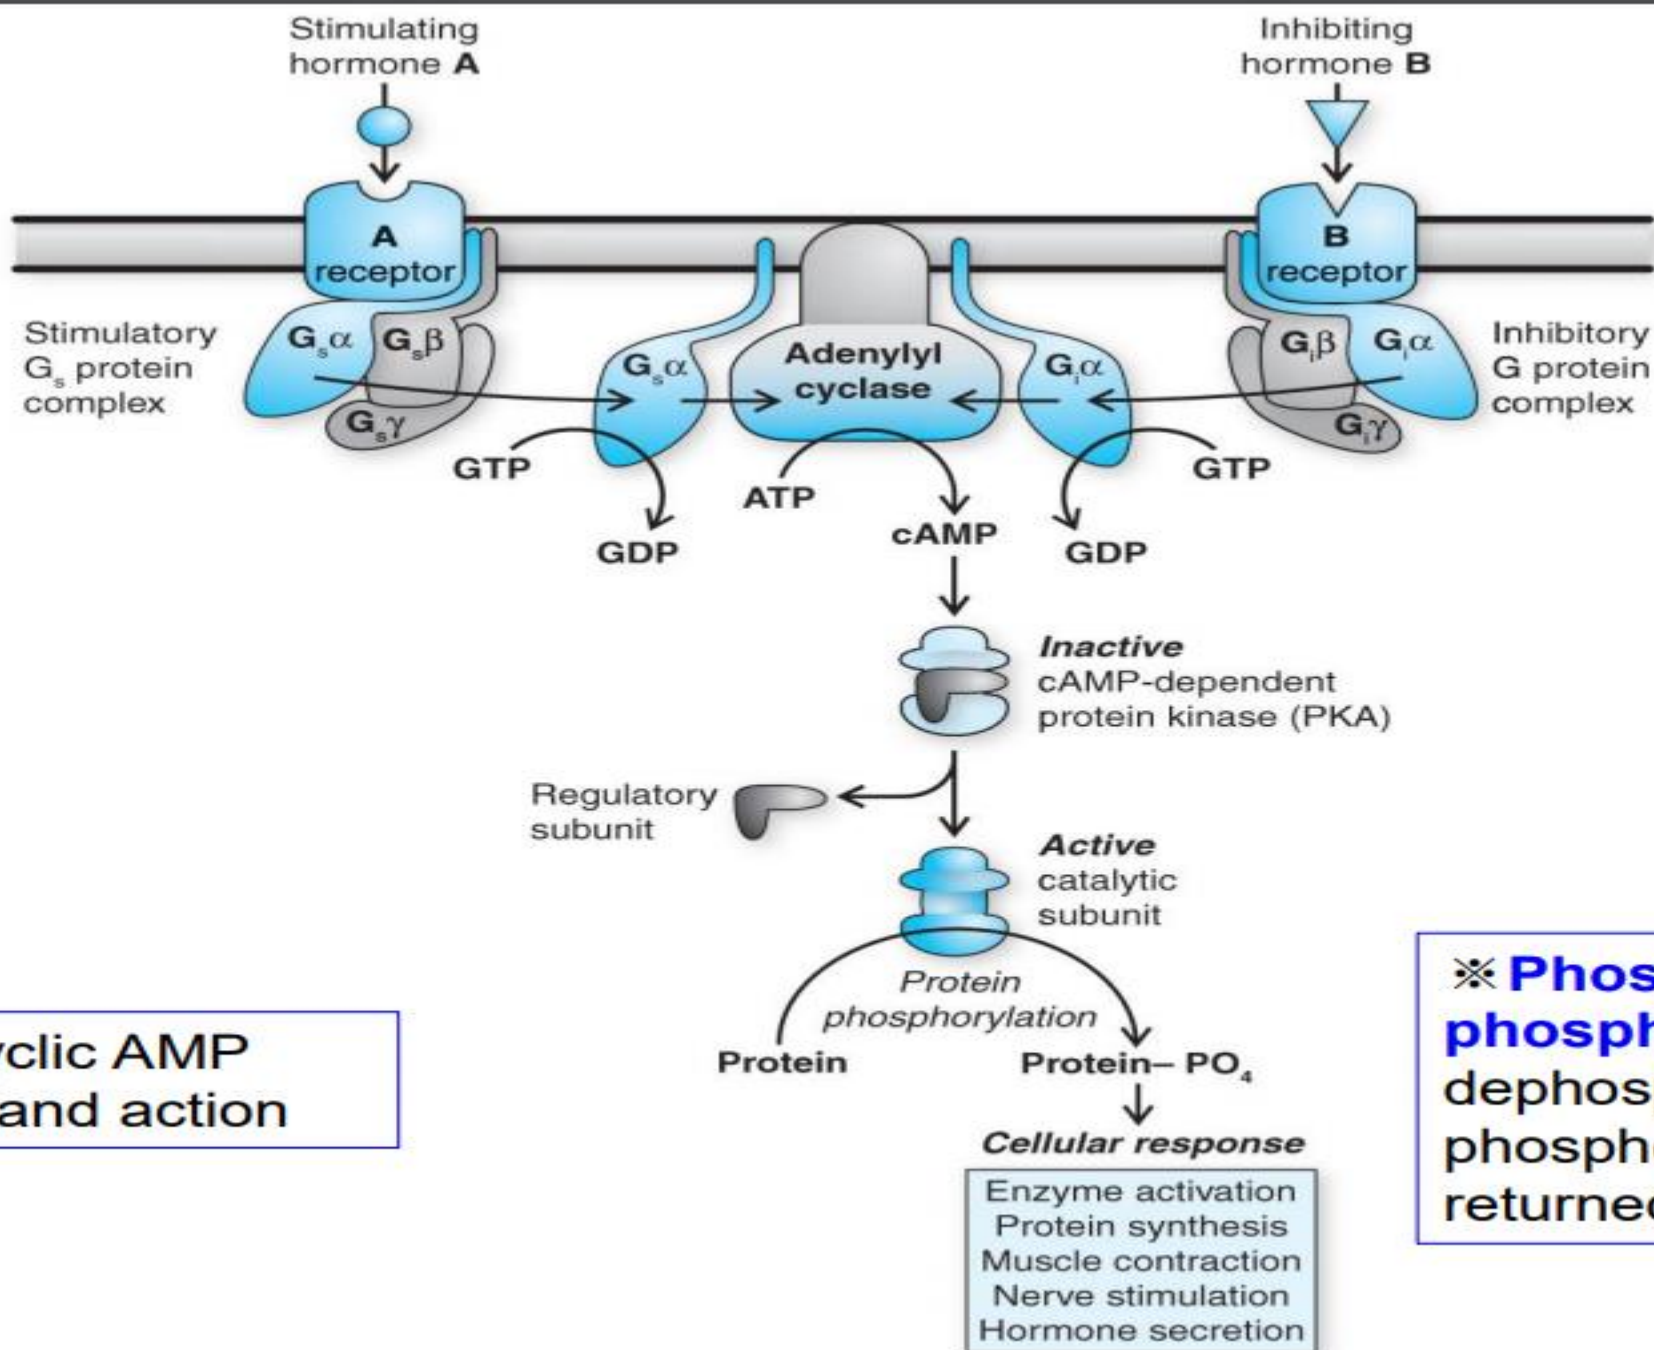 Stimulating
hormone A
Inhibiting
hormone B
A
receptor
B
receptor
Stimulatory
Gₛ protein
complex
Gₛα
Gₛβ
Gₛγ
Gₛα
Adenylyl
cyclase
Gᵢα
Gᵢβ
Gᵢα
Gᵢγ
Inhibitory
G protein
complex
GTP
GDP
ATP
cAMP
GTP
GDP
Inactive
cAMP-dependent
protein kinase (PKA)
Regulatory
subunit
Active
catalytic
subunit
Protein
phosphorylation
Protein
Protein– PO₄
Cellular response
Enzyme activation
Protein synthesis
Muscle contraction
Nerve stimulation
Hormone secretion
yclic AMP
and action
※ Phos
phosph
dephos
phosph
returned